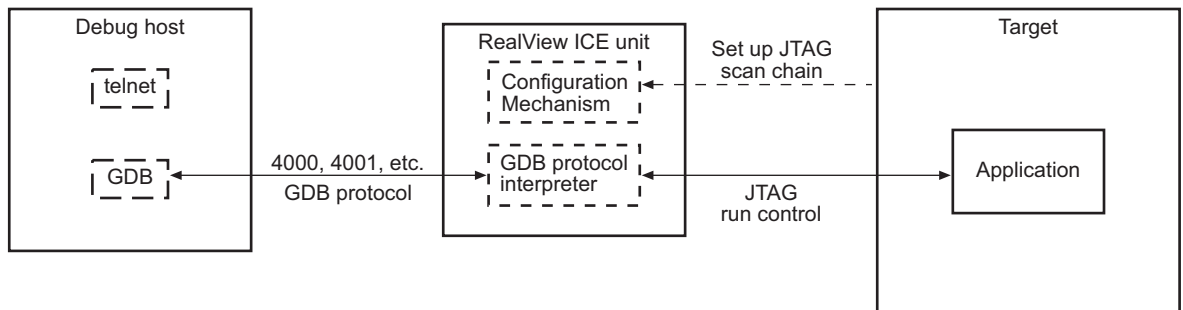 Debug host
telnet
GDB
4000, 4001, etc.
GDB protocol
RealView ICE unit
Configuration
Mechanism
GDB protocol
interpreter
Set up JTAG
scan chain
JTAG
run control
Target
Application